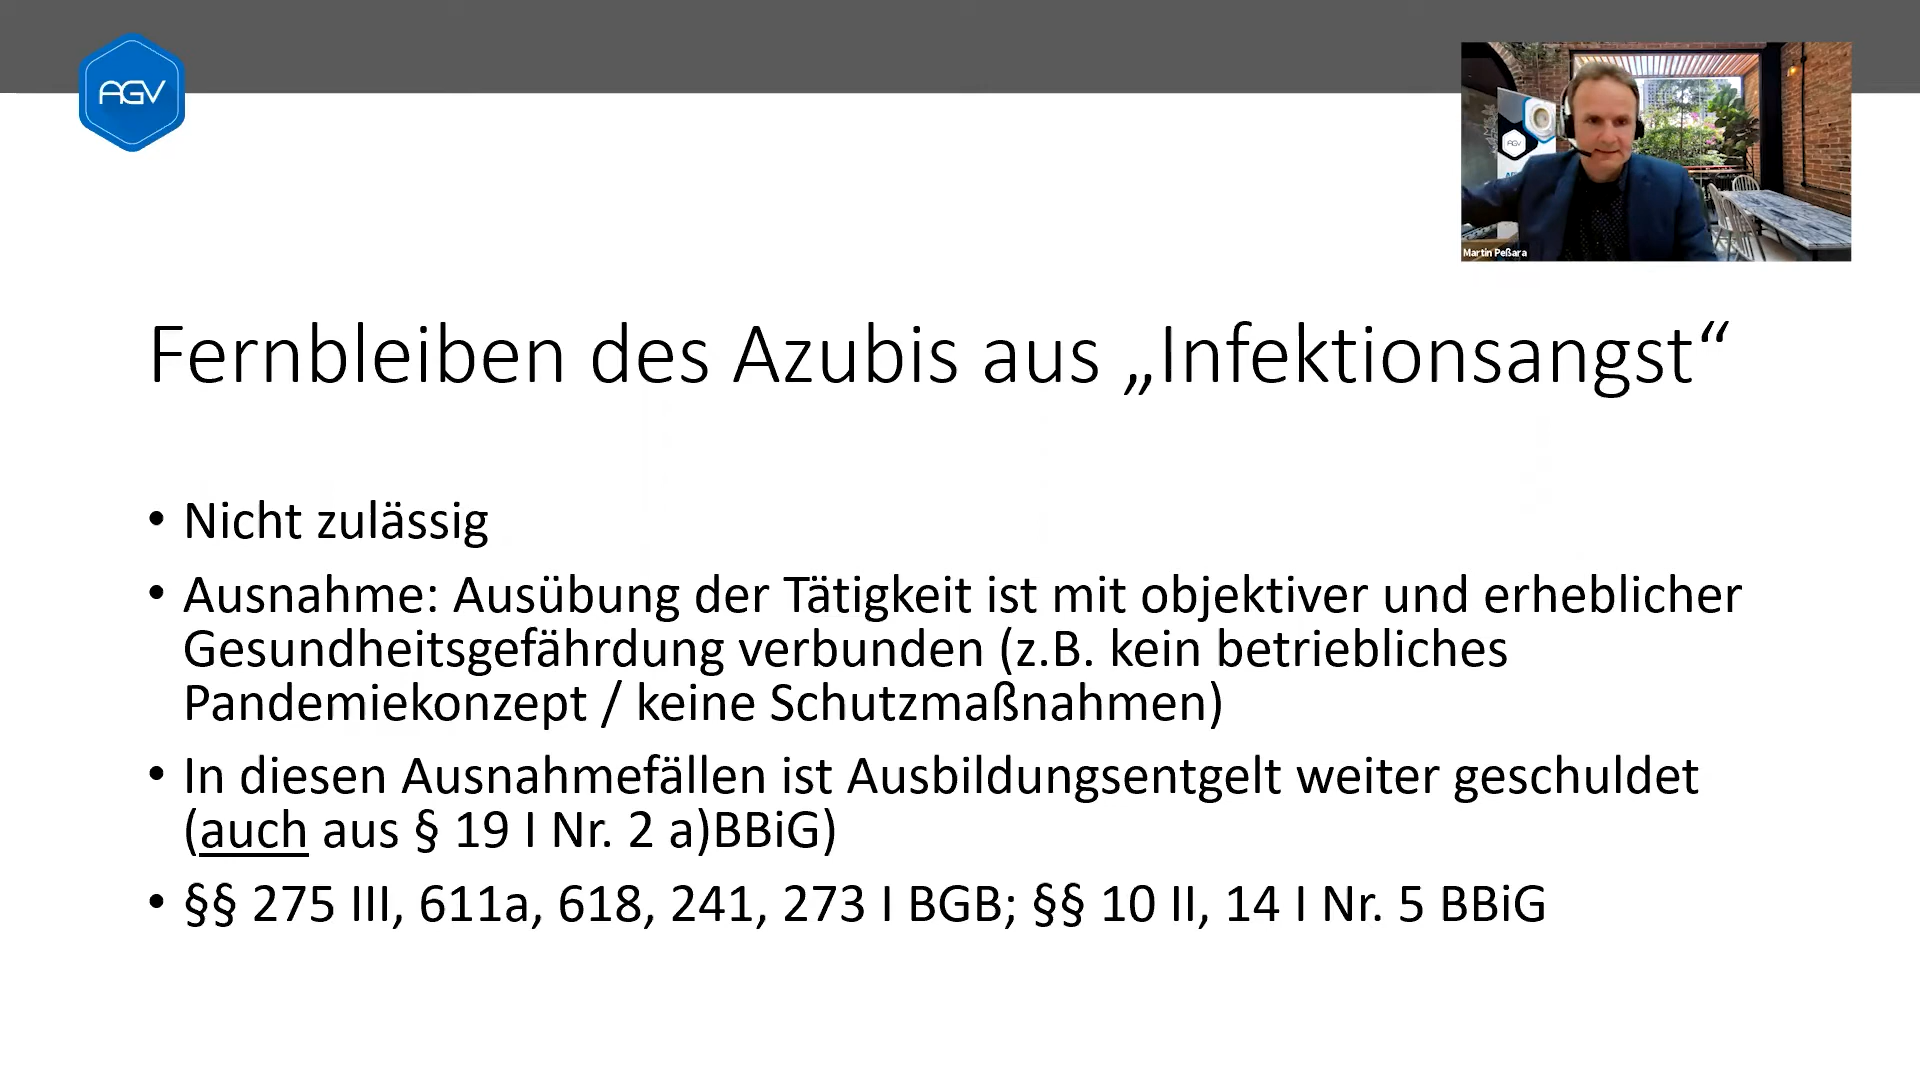 AGV
AGV
Martin Peßara
Fernbleiben des Azubis aus „Infektionsangst“
• Nicht zulässig
• Ausnahme: Ausübung der Tätigkeit ist mit objektiver und erheblicher
Gesundheitsgefährdung verbunden (z.B. kein betriebliches
Pandemiekonzept / keine Schutzmaßnahmen)
• In diesen Ausnahmefällen ist Ausbildungsentgelt weiter geschuldet
(auch aus § 19 I Nr. 2 a)BBiG)
• §§ 275 III, 611a, 618, 241, 273 I BGB; §§ 10 II, 14 I Nr. 5 BBiG